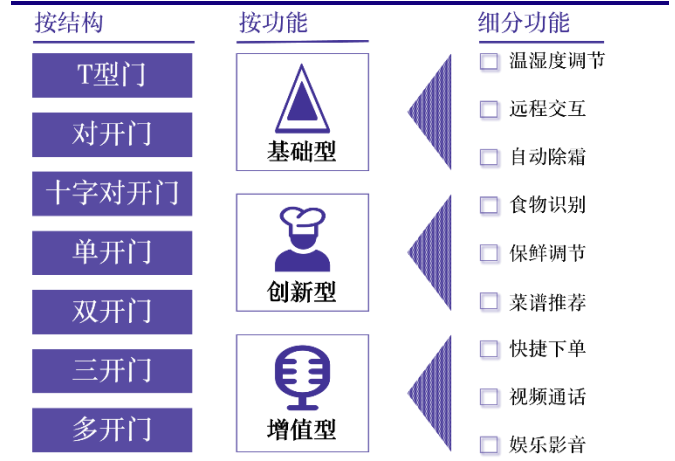 按结构
T型门
对开门
十字对开门
单开门
双开门
三开门
多开门
按功能
基础型
创新型
增值型
细分功能
温湿度调节
远程交互
自动除霜
食物识别
保鲜调节
菜谱推荐
快捷下单
视频通话
娱乐影音